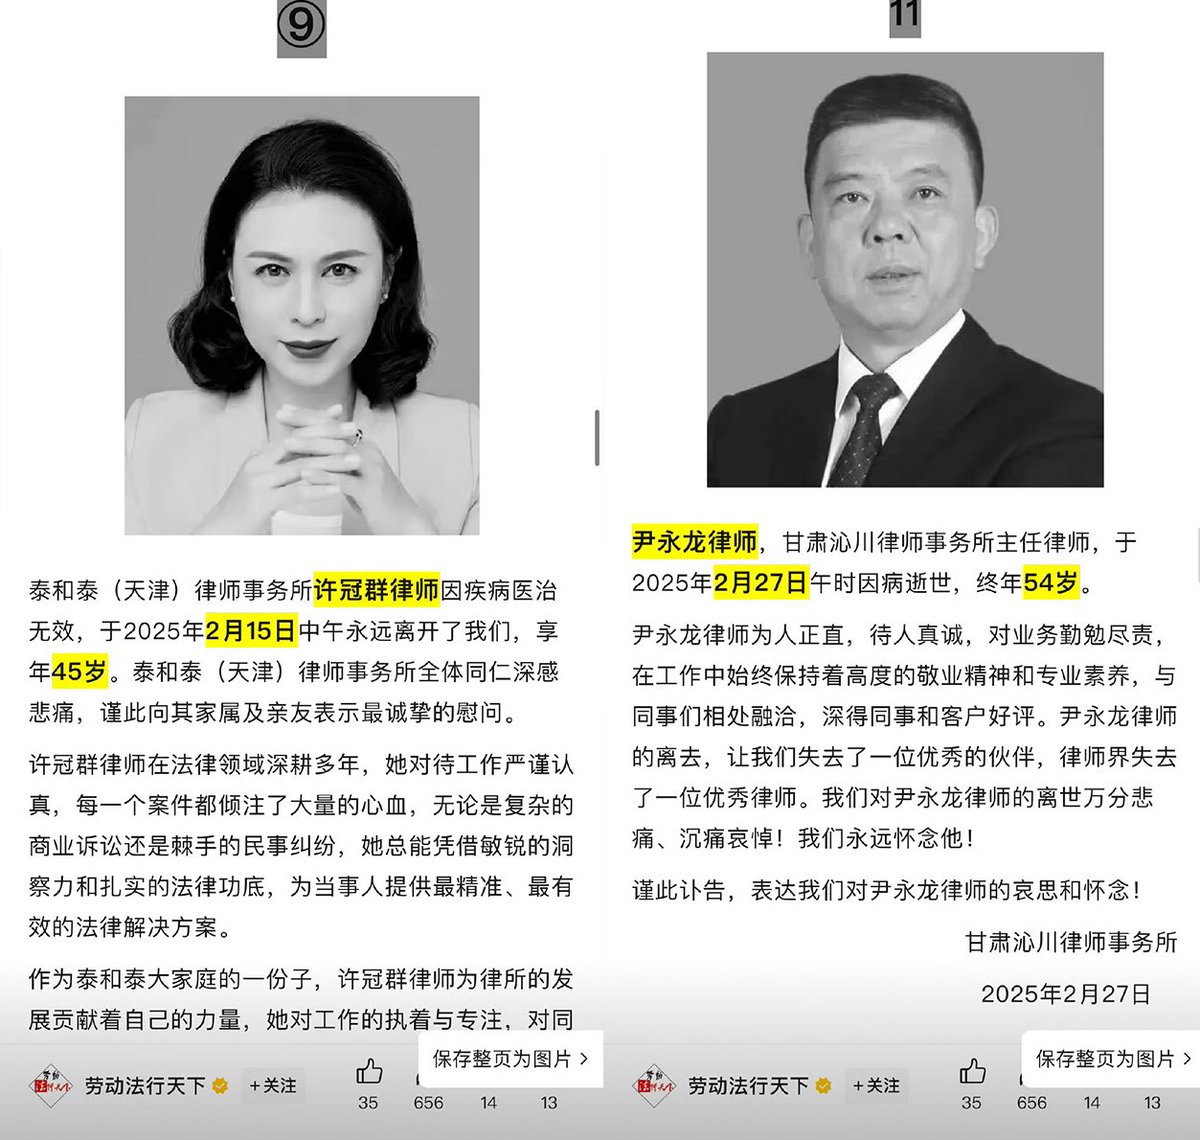 ⑨
泰和泰（天津）律师事务所许冠群律师因疾病医治
无效，于2025年2月15日中午永远离开了我们，享
年45岁。泰和泰（天津）律师事务所全体同仁深感
悲痛，谨此向其家属及亲友表示最诚挚的慰问。
许冠群律师在法律领域深耕多年，她对待工作严谨认
真，每一个案件都倾注了大量的心血，无论是复杂的
商业诉讼还是棘手的民事纠纷，她总能凭借敏锐的洞
察力和扎实的法律功底，为当事人提供最精准、最有
效的法律解决方案。
作为泰和泰大家庭的一份子，许冠群律师为律所的发
展贡献着自己的力量，她对工作的执着与专注，对同
保存整页为图片 >
劳动法行天下
+关注
35 656 14 13
11
尹永龙律师，甘肃沁川律师事务所主任律师，于
2025年2月27日午时因病逝世，终年54岁。
尹永龙律师为人正直，待人真诚，对业务勤勉尽责，
在工作中始终保持着高度的敬业精神和专业素养，与
同事们相处融洽，深得同事和客户好评。尹永龙律师
的离去，让我们失去了一位优秀的伙伴，律师界失去
了一位优秀律师。我们对尹永龙律师的离世万分悲
痛、沉痛哀悼！我们永远怀念他！
谨此讣告，表达我们对尹永龙律师的哀思和怀念！
甘肃沁川律师事务所
2025年2月27日
保存整页为图片 >
劳动法行天下
+关注
35 656 14 13